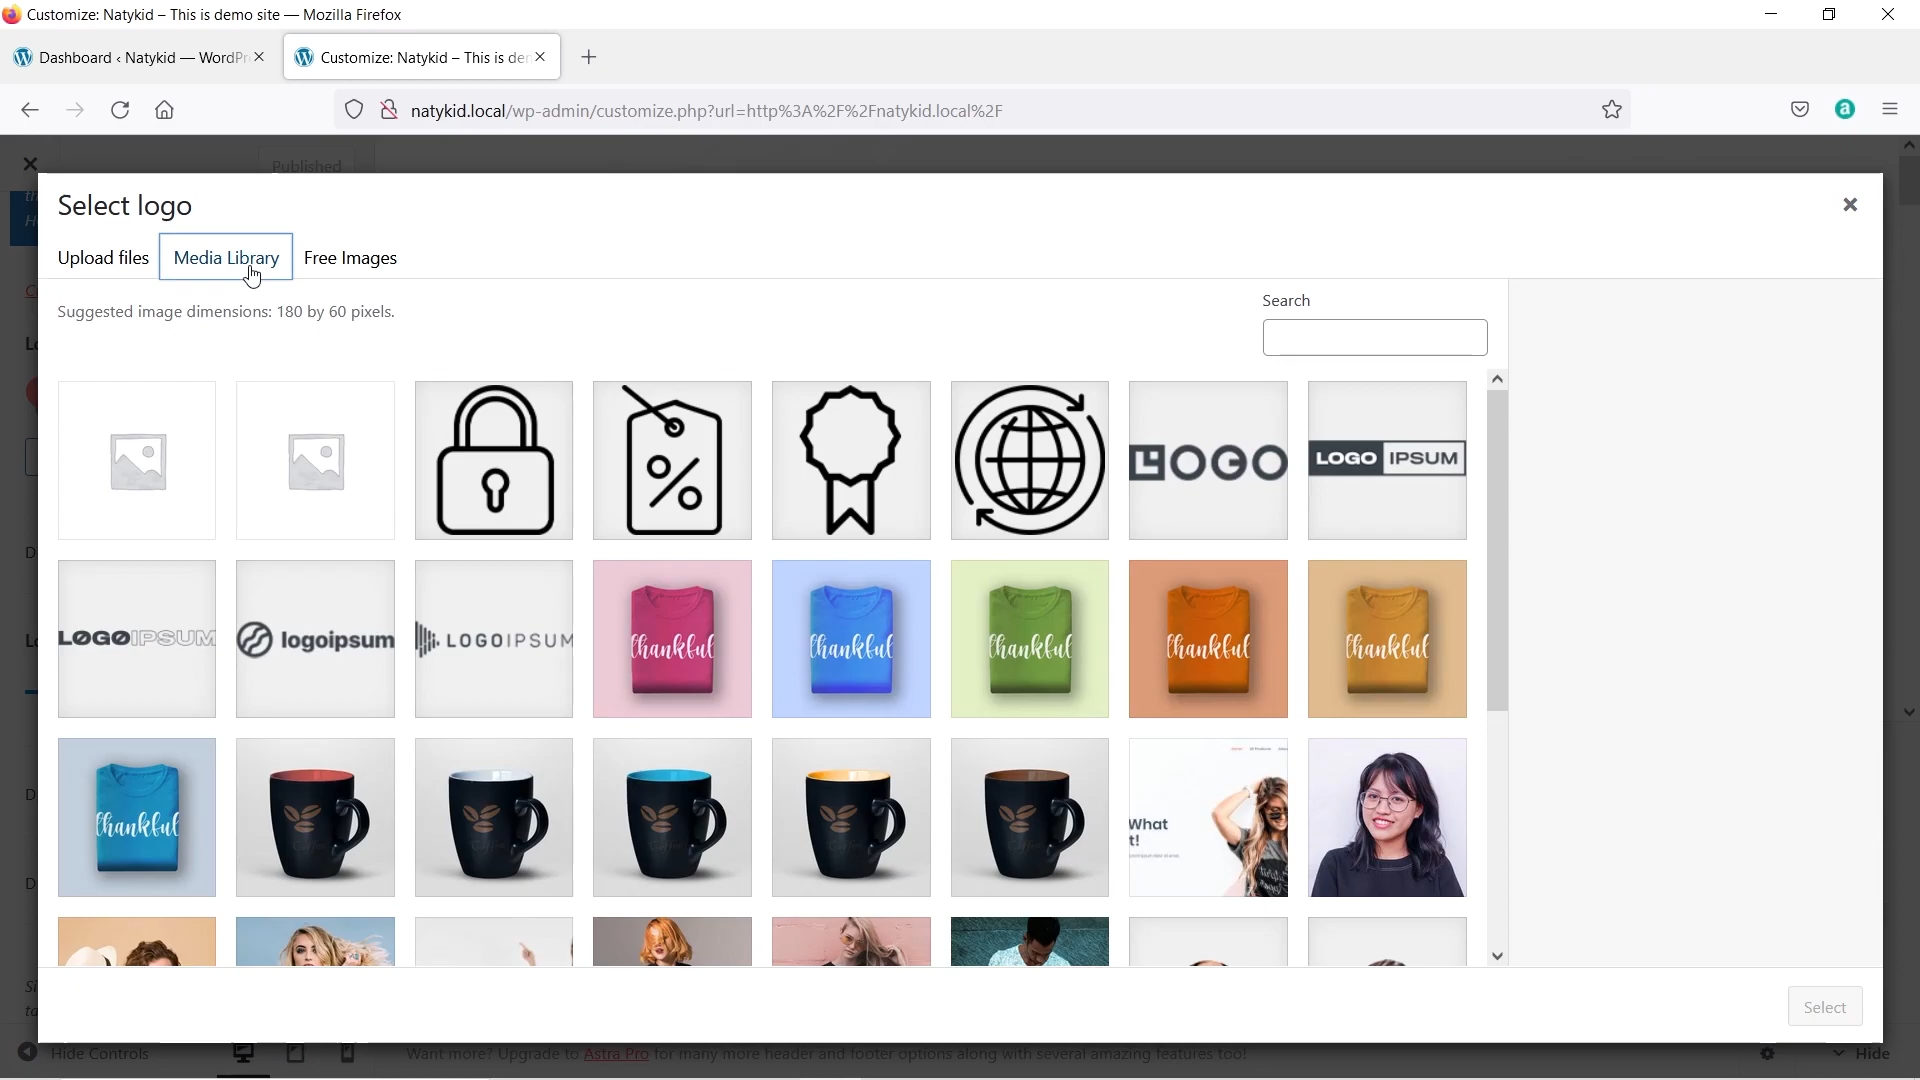 Customize: Natykid – This is demo site — Mozilla Firefox
Dashboard ‹ Natykid — WordPr
Customize: Natykid – This is der
natykid.local/wp-admin/customize.php?url=http%3A%2F%2Fnatykid.local%2F
Published
Select logo
Upload files
Media Library
Free Images
Suggested image dimensions: 180 by 60 pixels.
Search
LOGO
LOGO IPSUM
LOGOIPSUM
logoipsum
LOGOIPSUM
thankful
thankful
thankful
thankful
thankful
thankful
What
t!
Select
Hide Controls
Want more? Upgrade to Astra Pro for many more header and footer options along with several amazing features too!
Hide